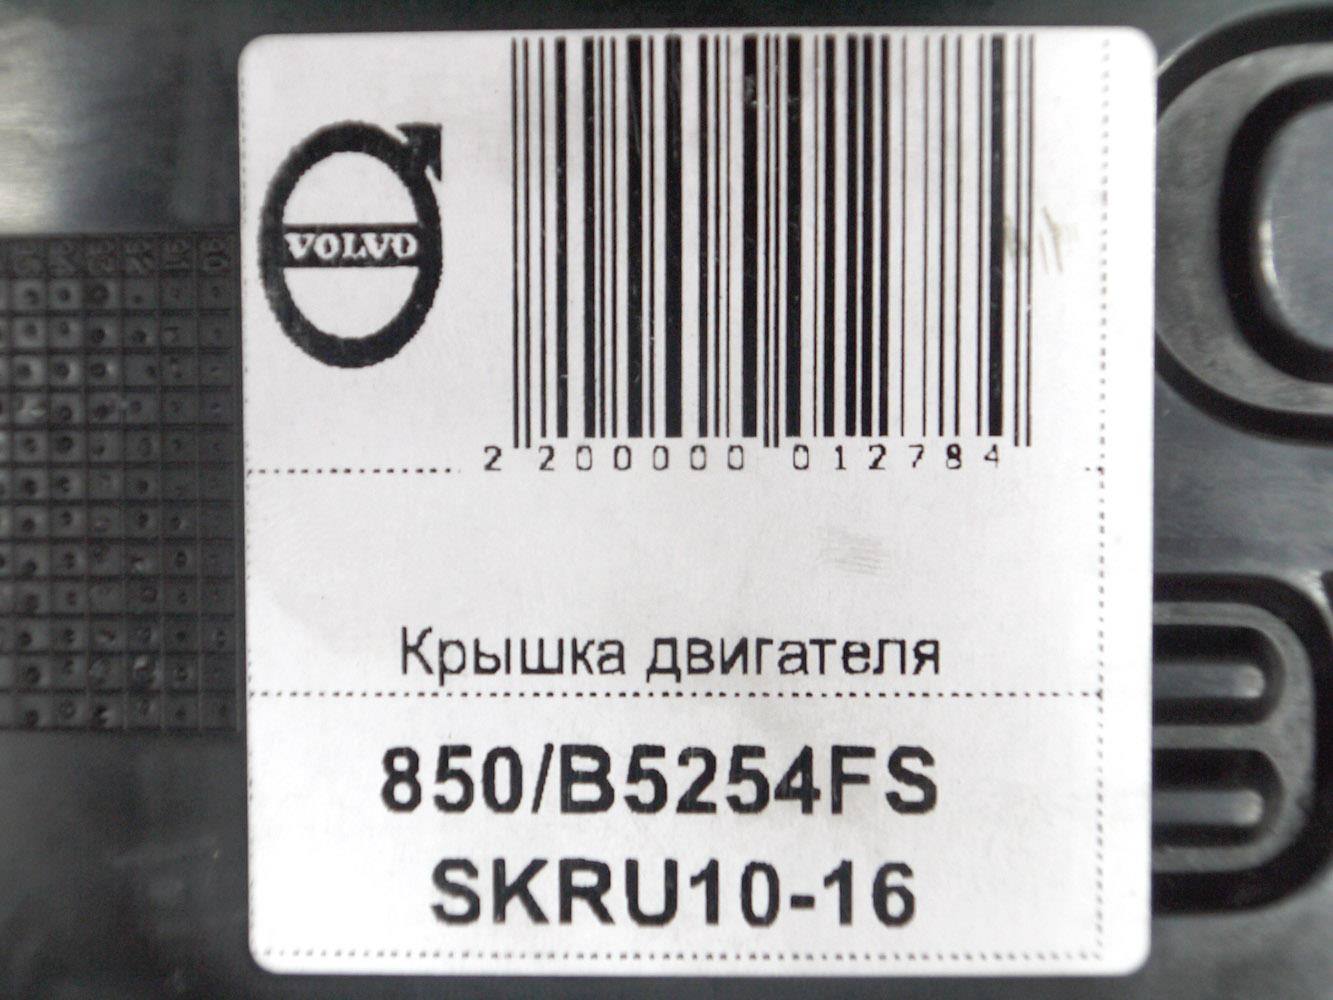 VOLVO
2 200000 012784
Крышка двигателя
850/B5254FS
SKRU10-16